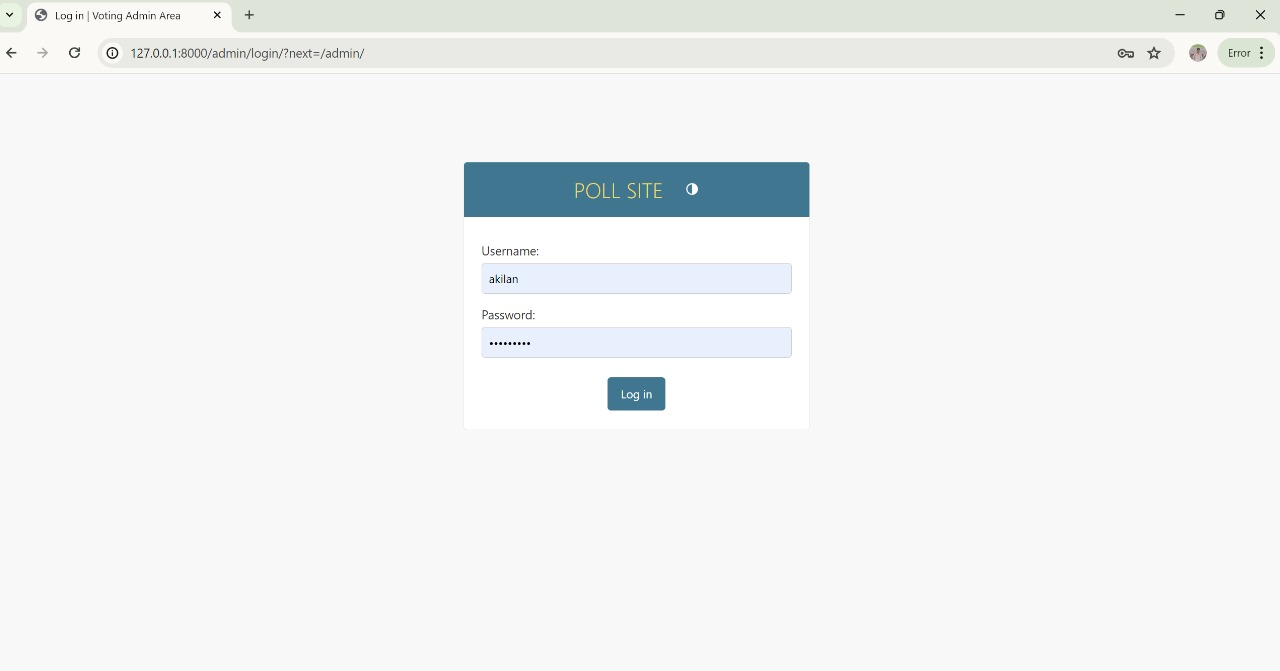 Log in | Voting Admin Area
127.0.0.1:8000/admin/login/?next=/admin/
Error
POLL SITE
Username:
akilan
Password:
•••••••••
Log in